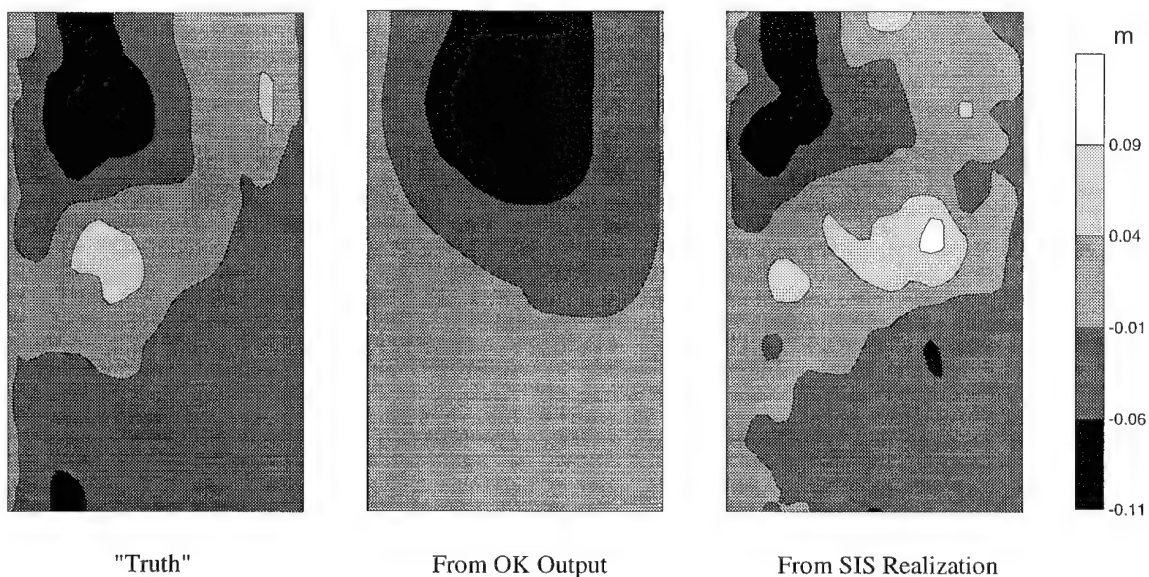 m
0.09
0.04
-0.01
-0.06
-0.11
"Truth"
From OK Output
From SIS Realization